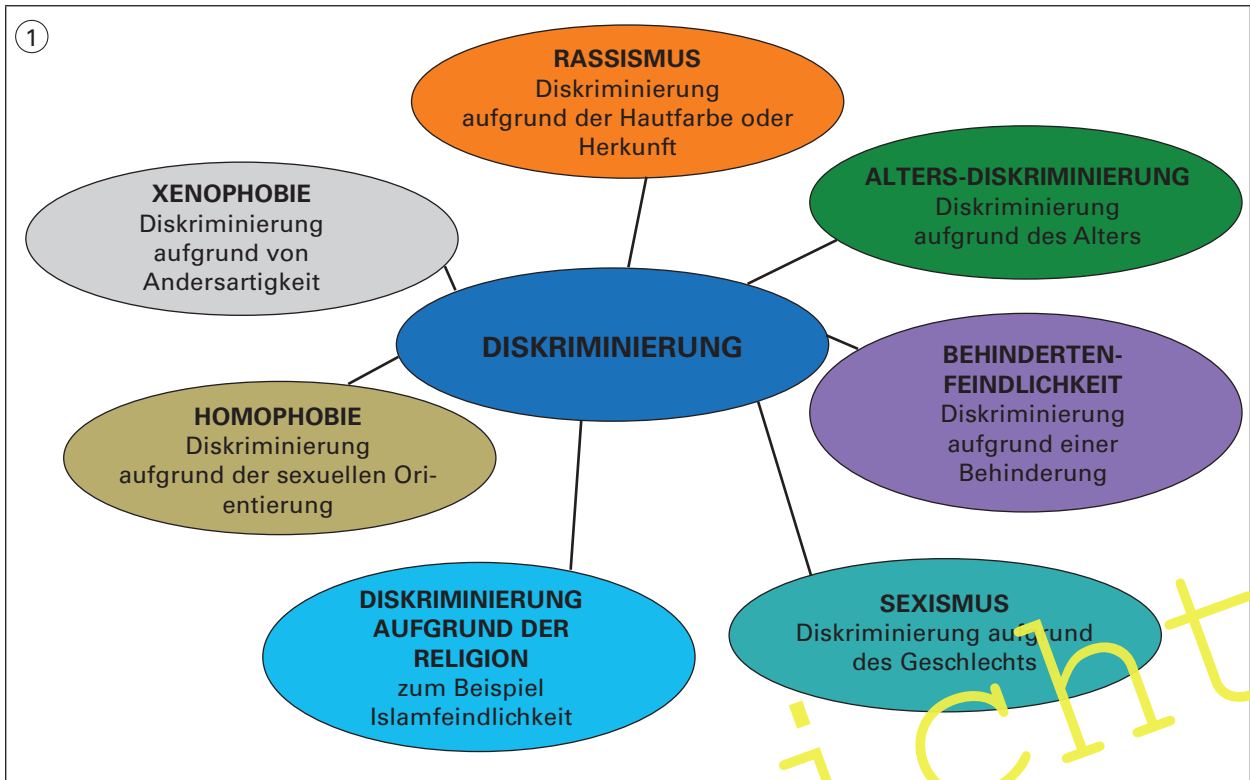 1
RASSISMUS
Diskriminierung
aufgrund der Hautfarbe oder
Herkunft
XENOPHOBIE
Diskriminierung
aufgrund von
Andersartigkeit
ALTERS-DISKRIMINIERUNG
Diskriminierung
aufgrund des Alters
DISKRIMINIERUNG
BEHINDERTEN-
FEINDLICHKEIT
Diskriminierung
aufgrund einer
Behinderung
HOMOPHOBIE
Diskriminierung
aufgrund der sexuellen Ori-
entierung
DISKRIMINIERUNG
AUFGRUND DER
RELIGION
zum Beispiel
Islamfeindlichkeit
SEXISMUS
Diskriminierung aufgrund
des Geschlechts
icht